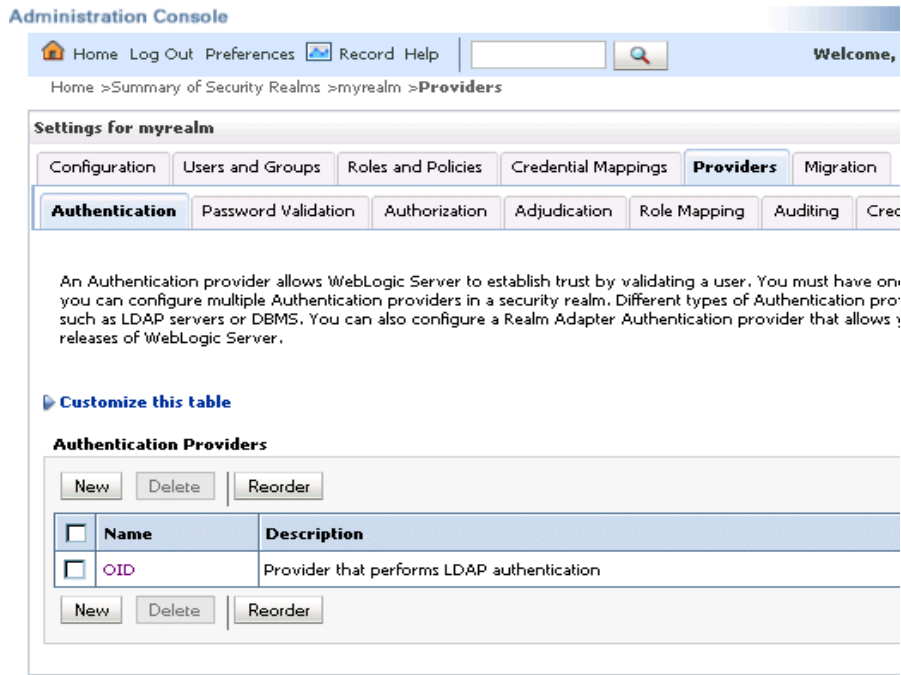 Administration Console
Home Log Out Preferences Record Help
Welcome,
Home >Summary of Security Realms >myrealm >Providers
Settings for myrealm
Configuration Users and Groups Roles and Policies Credential Mappings Providers Migration
Authentication Password Validation Authorization Adjudication Role Mapping Auditing
An Authentication provider allows WebLogic Server to establish trust by validating a user. You must have one
you can configure multiple Authentication providers in a security realm. Different types of Authentication
such as LDAP servers or DBMS. You can also configure a Realm Adapter Authentication provider that allows
releases of WebLogic Server.
Customize this table
Authentication Providers
New Delete Reorder
Name Description
OID Provider that performs LDAP authentication
New Delete Reorder